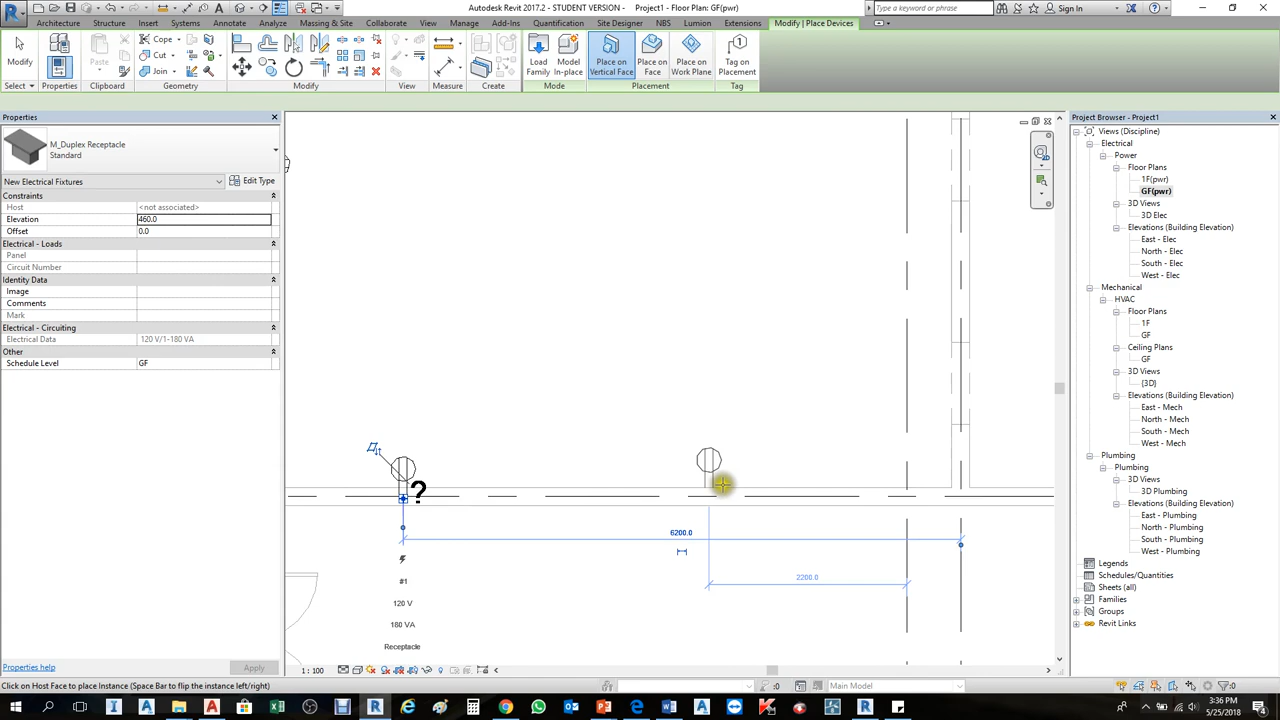 Autodesk Revit 2017.2 - STUDENT VERSION - Project1 - Floor Plan: GF(pwr)
Type a keyword or phrase
Sign In
Architecture Structure Insert Systems Annotate Analyze Massing & Site Collaborate View Manage Add-Ins Quantification Site Designer NBS Lumion Extensions Modify | Place Devices
Modify
Paste
Cope
Cut
Join
Load Family
Model In-place
Place on Vertical Face
Place on Face
Place on Work Plane
Tag on Placement
Select Properties Clipboard Geometry Modify View Measure Create Mode Placement Tag
Properties
M_Duplex Receptacle
Standard
New Electrical Fixtures
Edit Type
Constraints
Host <not associated>
Elevation 460.0
Offset 0.0
Electrical - Loads
Panel
Circuit Number
Identity Data
Image
Comments
Mark
Electrical - Circuiting
Electrical Data 120 V/1-180 VA
Other
Schedule Level GF
Properties help
Apply
?
6200.0
2200.0
#1
120 V
180 VA
Receptacle
2D
Project Browser - Project1
Views (Discipline)
Electrical
Power
Floor Plans
1F(pwr)
GF(pwr)
3D Views
3D Elec
Elevations (Building Elevation)
East - Elec
North - Elec
South - Elec
West - Elec
Mechanical
HVAC
Floor Plans
1F
GF
Ceiling Plans
GF
3D Views
{3D}
Elevations (Building Elevation)
East - Mech
North - Mech
South - Mech
West - Mech
Plumbing
Plumbing
3D Views
3D Plumbing
Elevations (Building Elevation)
East - Plumbing
North - Plumbing
South - Plumbing
West - Plumbing
Legends
Schedules/Quantities
Sheets (all)
Families
Groups
Revit Links
1 : 100
Click on Host Face to place Instance (Space Bar to flip the instance left/right)
:0
Main Model
:0
3:36 PM
5/25/2018